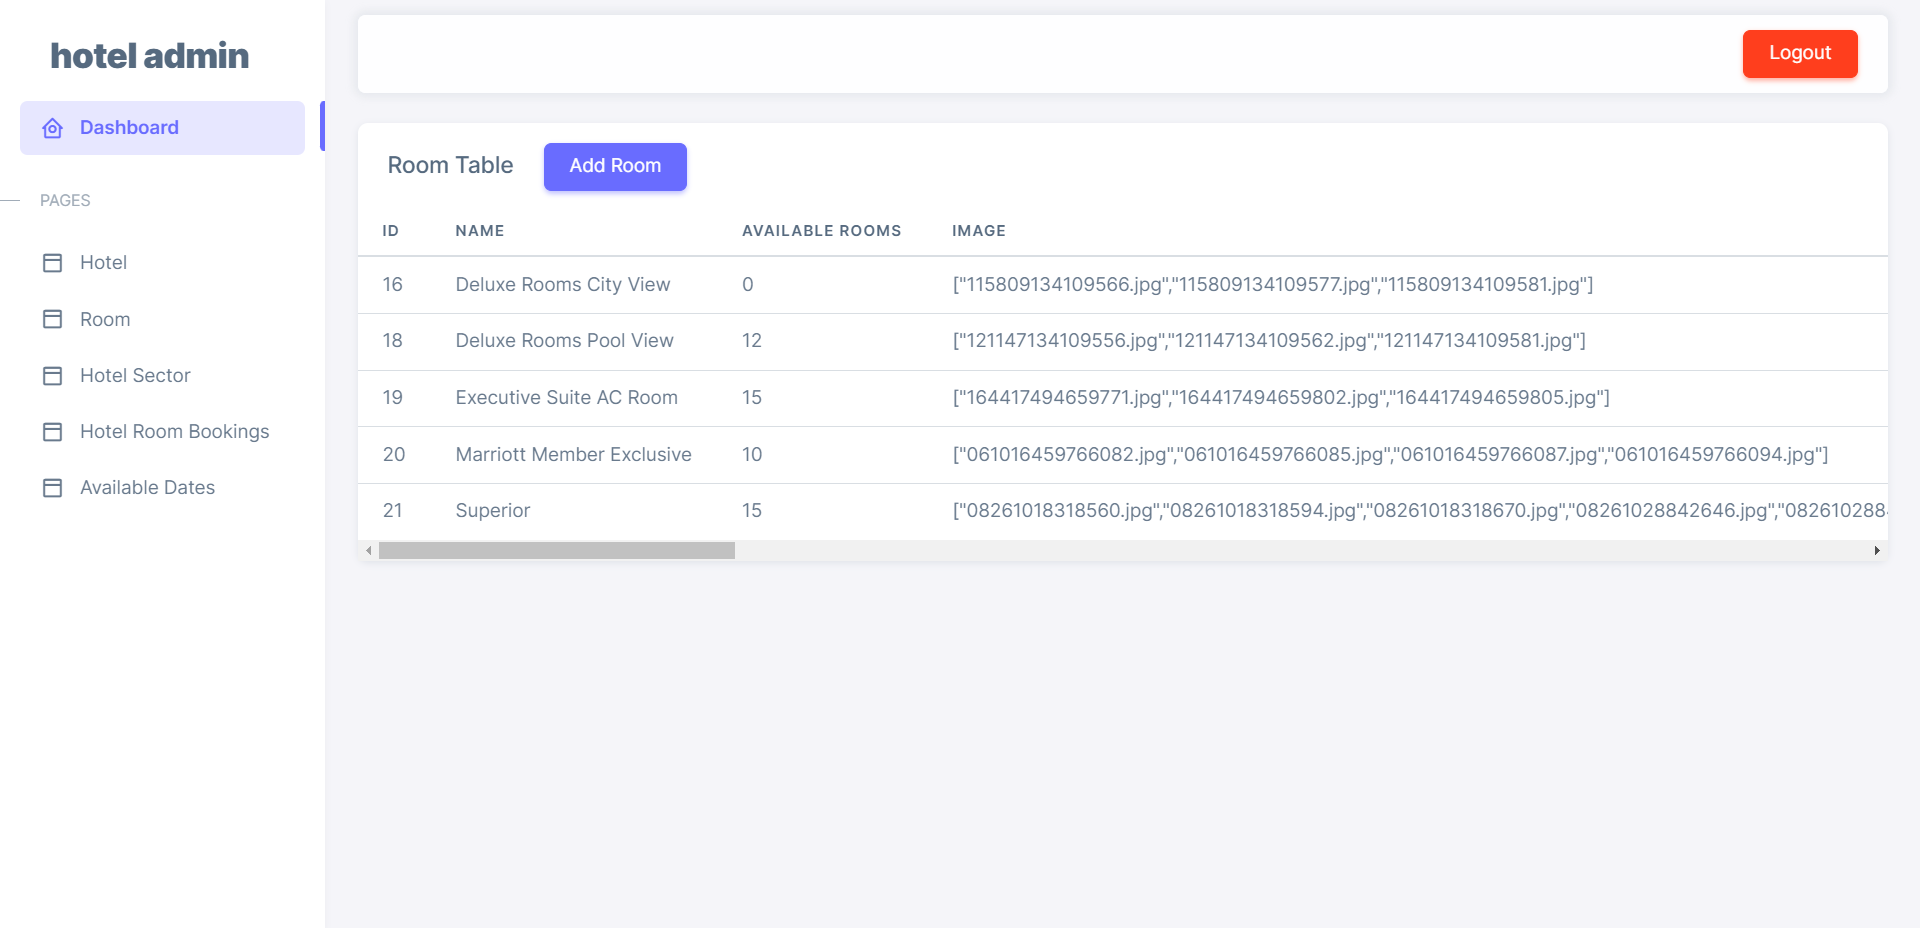 hotel admin
Dashboard
PAGES
Hotel
Room
Hotel Sector
Hotel Room Bookings
Available Dates
Logout
Room Table Add Room
ID NAME AVAILABLE ROOMS IMAGE
16 Deluxe Rooms City View 0 ["115809134109566.jpg","115809134109577.jpg","115809134109581.jpg"]
18 Deluxe Rooms Pool View 12 ["121147134109556.jpg","121147134109562.jpg","121147134109581.jpg"]
19 Executive Suite AC Room 15 ["164417494659771.jpg","164417494659802.jpg","164417494659805.jpg"]
20 Marriott Member Exclusive 10 ["061016459766082.jpg","061016459766085.jpg","061016459766087.jpg","061016459766094.jpg"]
21 Superior 15 ["08261018318560.jpg","08261018318594.jpg","08261018318670.jpg","08261028842646.jpg","082610288